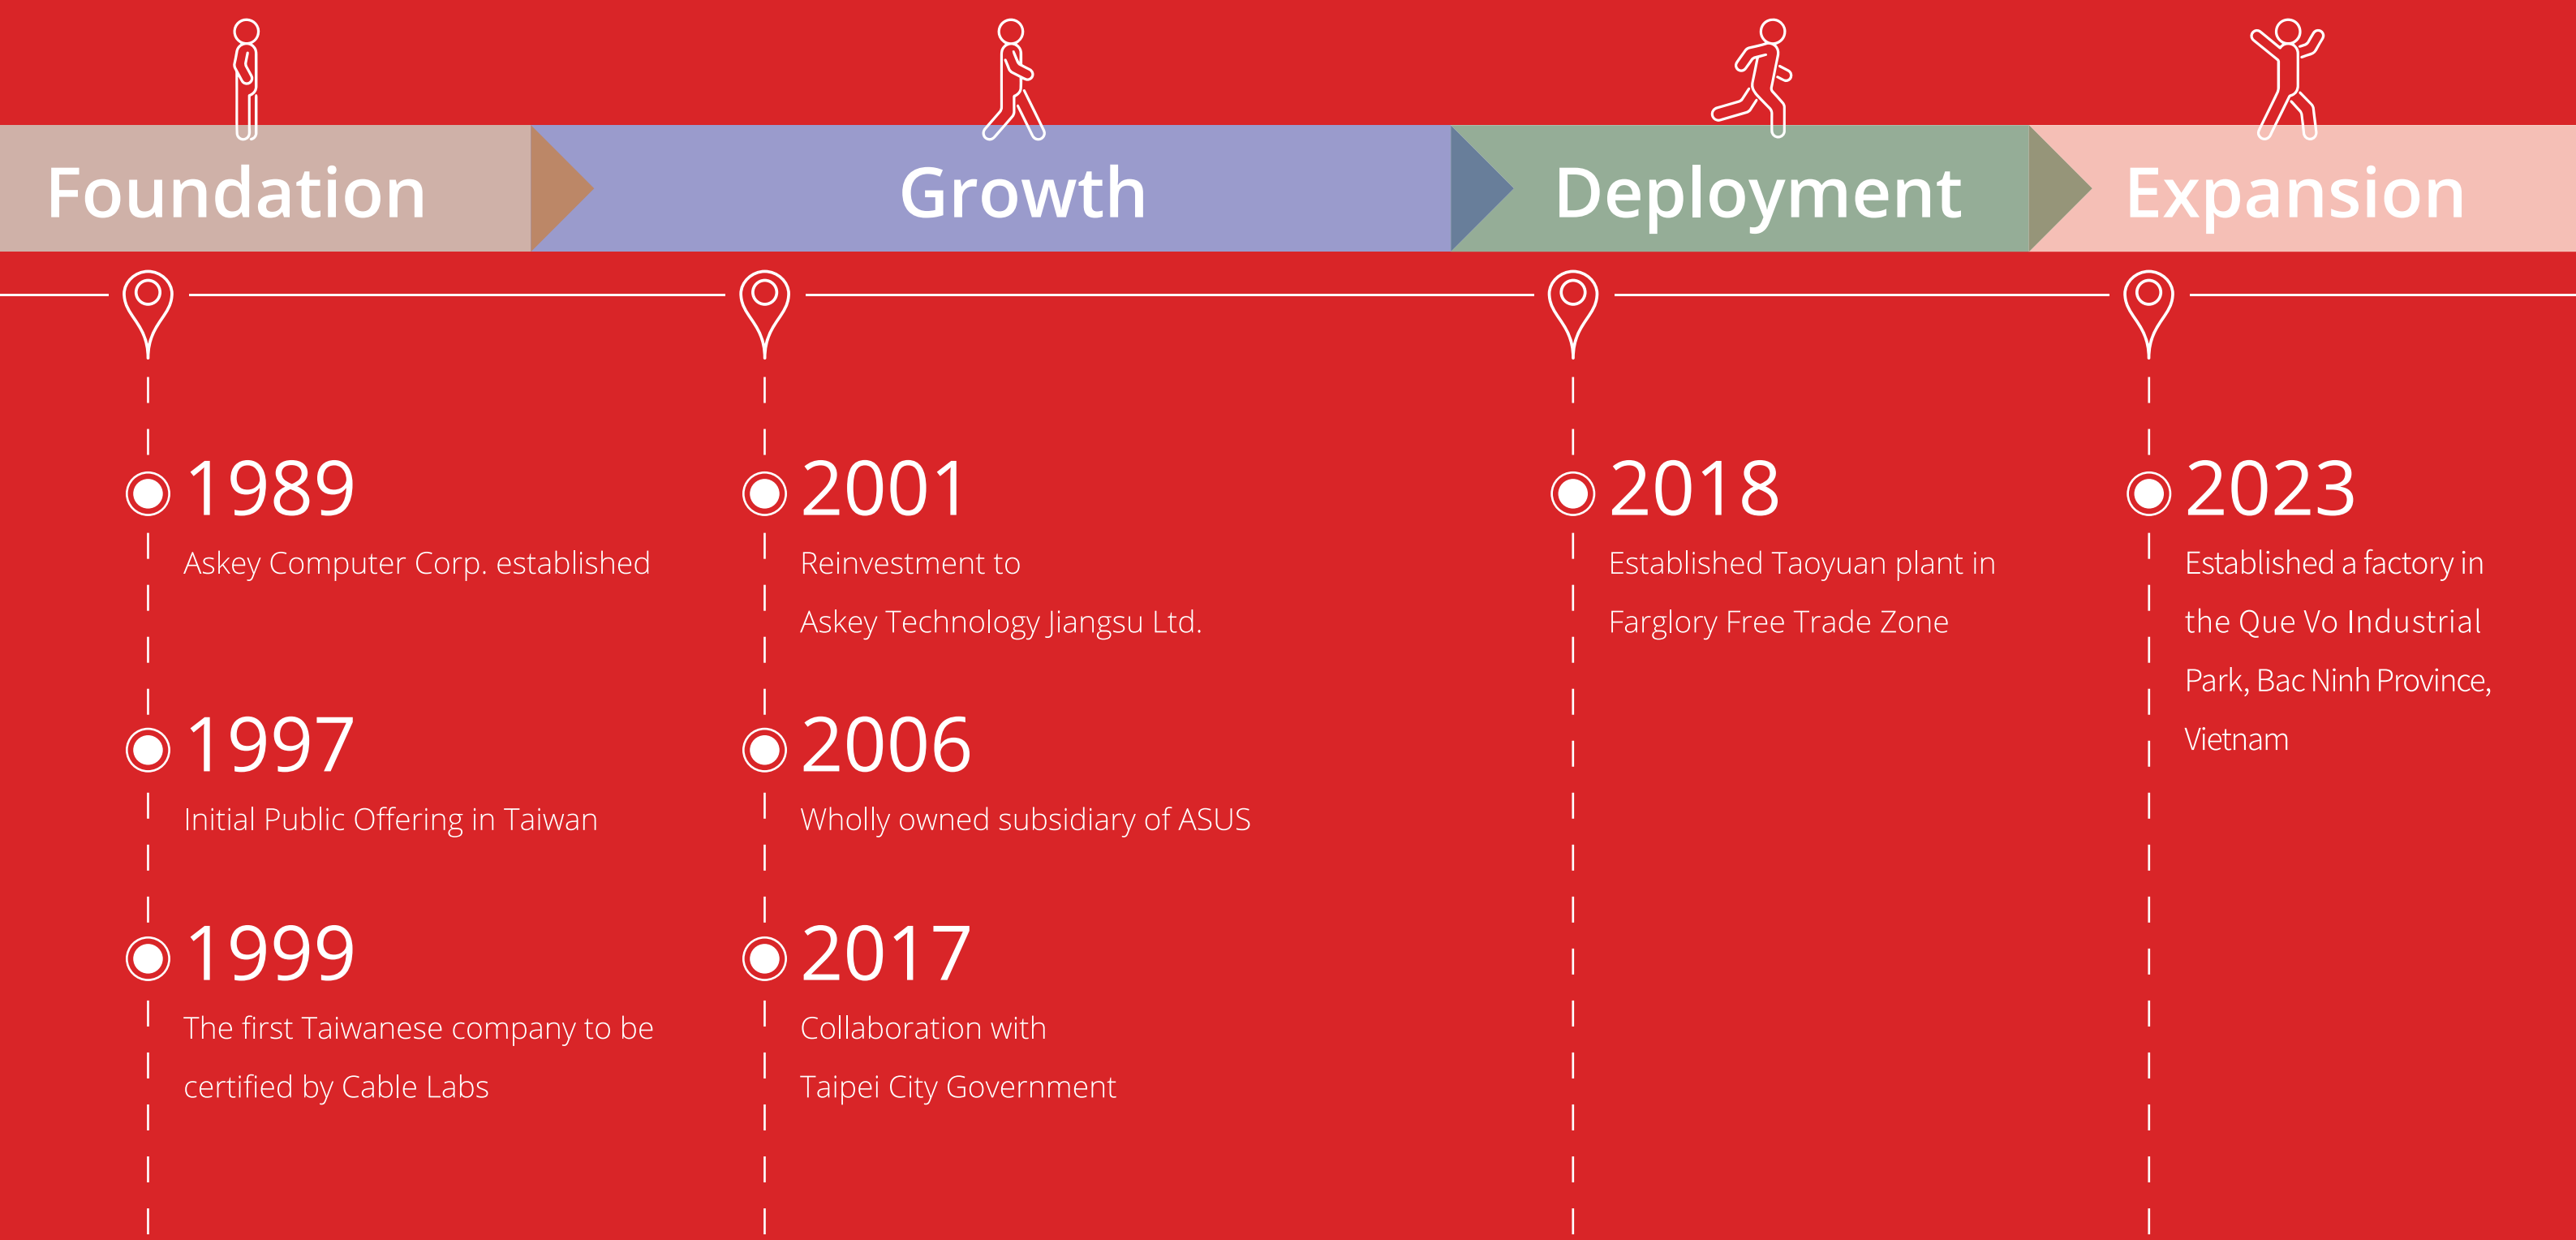 Foundation
Growth
Deployment
Expansion
1989
Askey Computer Corp. established
1997
Initial Public Offering in Taiwan
1999
The first Taiwanese company to be
certified by Cable Labs
2001
Reinvestment to
Askey Technology Jiangsu Ltd.
2006
Wholly owned subsidiary of ASUS
2017
Collaboration with
Taipei City Government
2018
Established Taoyuan plant in
Farglory Free Trade Zone
2023
Established a factory in
the Que Vo Industrial
Park, Bac Ninh Province,
Vietnam